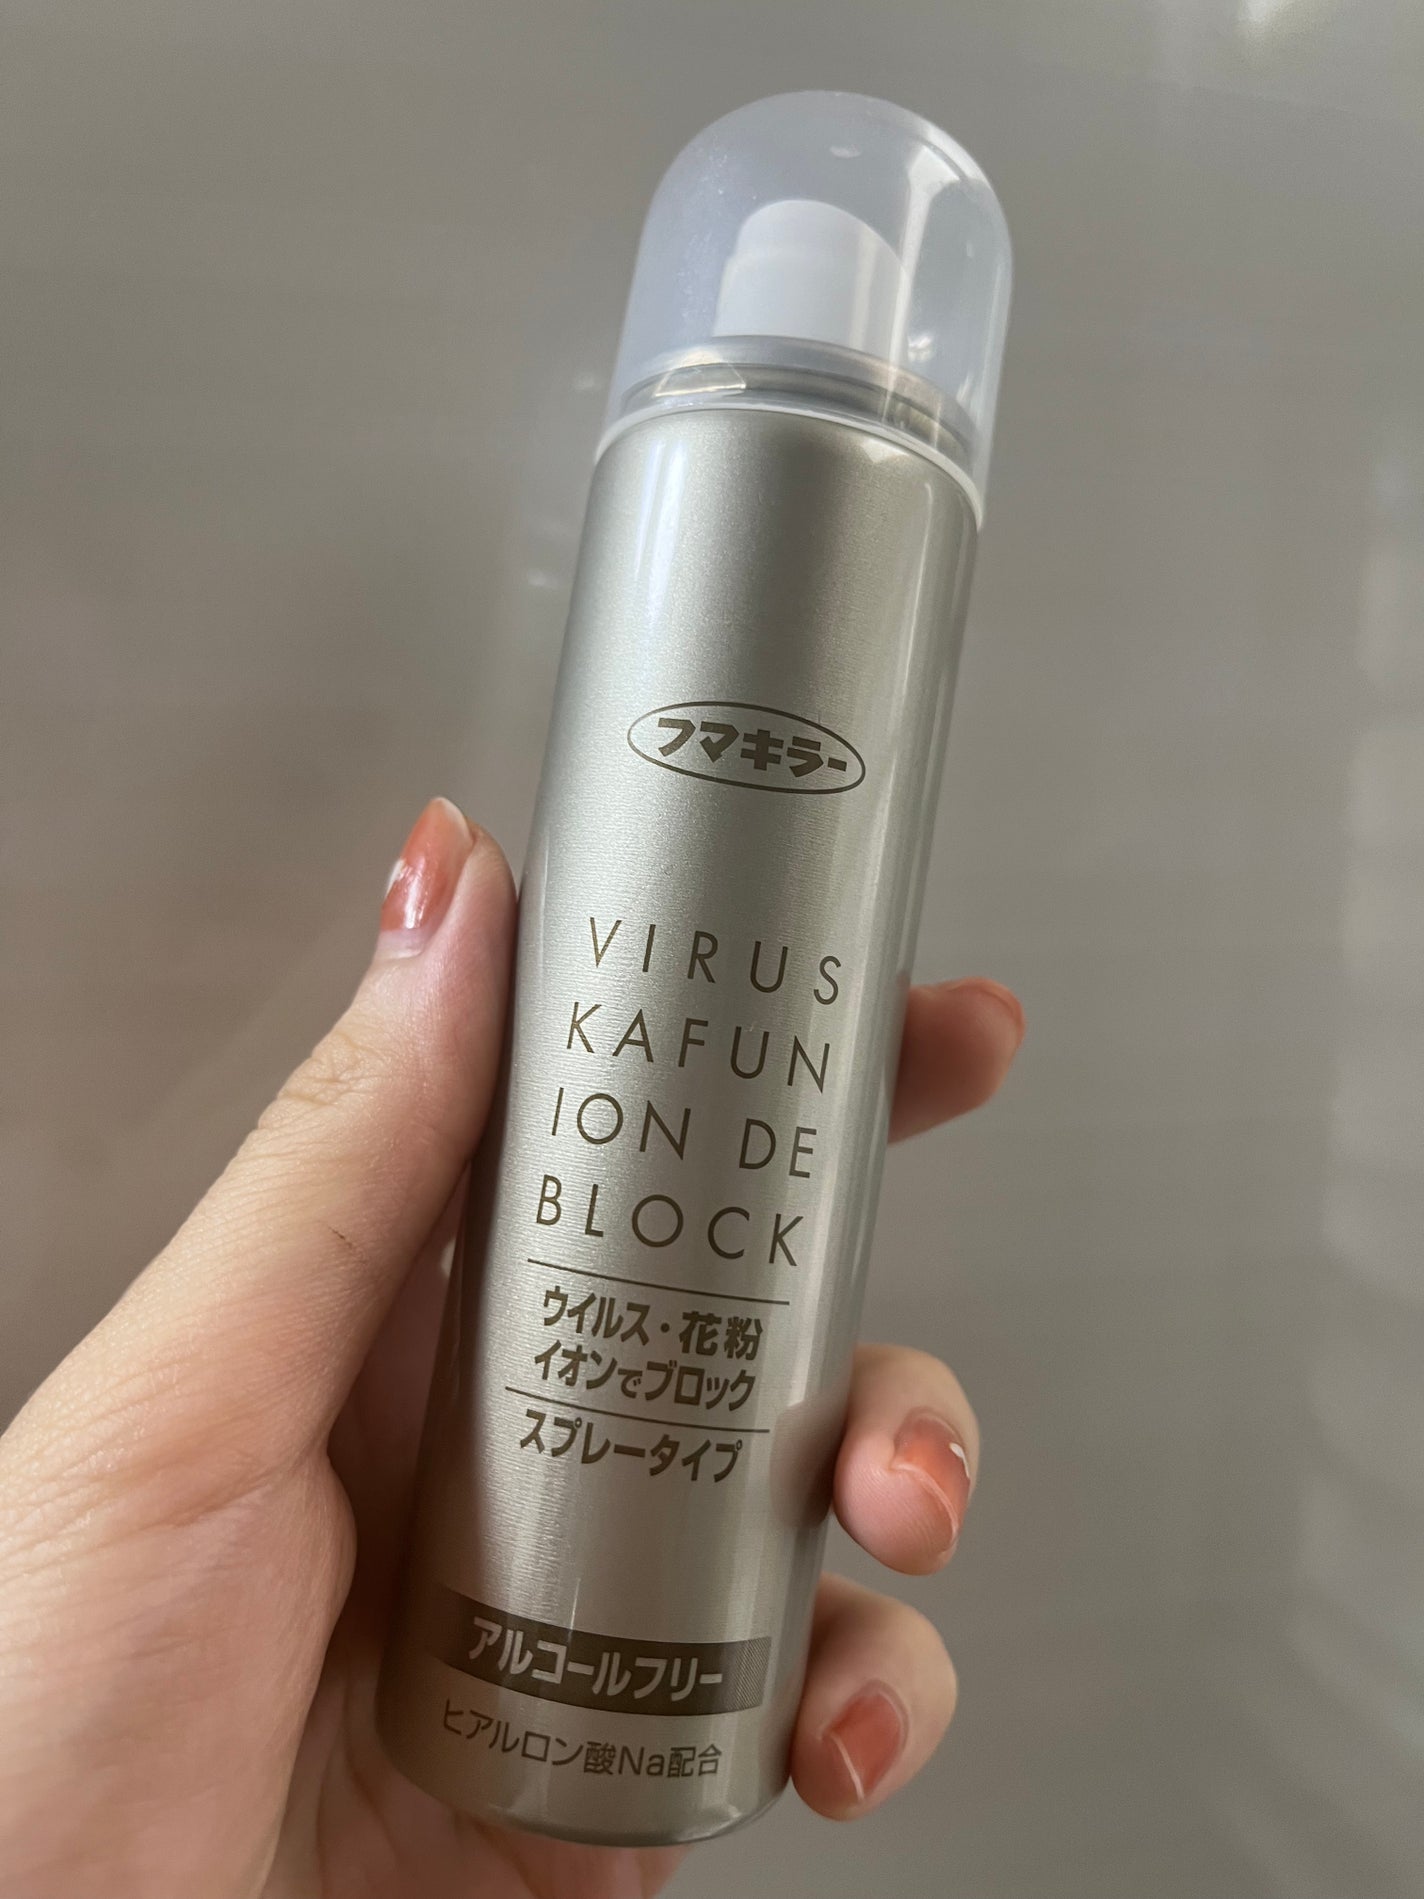 フマキラー
VIRUS
KAFUN
ION DE
BLOCK
ウイルス・花粉
イオンでブロック
スプレータイプ
アルコールフリー
ヒアルロン酸Na配合